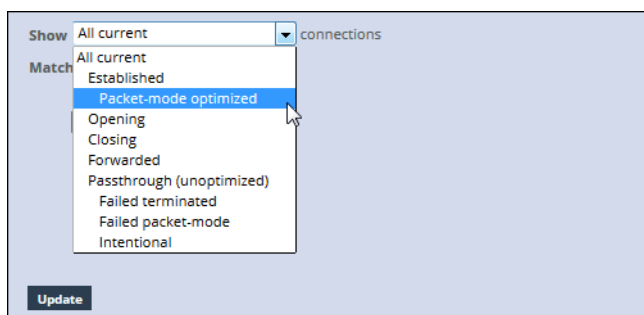 Show All current connections
Match
All current
Established
Packet-mode optimized
Opening
Closing
Forwarded
Passthrough (unoptimized)
Failed terminated
Failed packet-mode
Intentional
Update